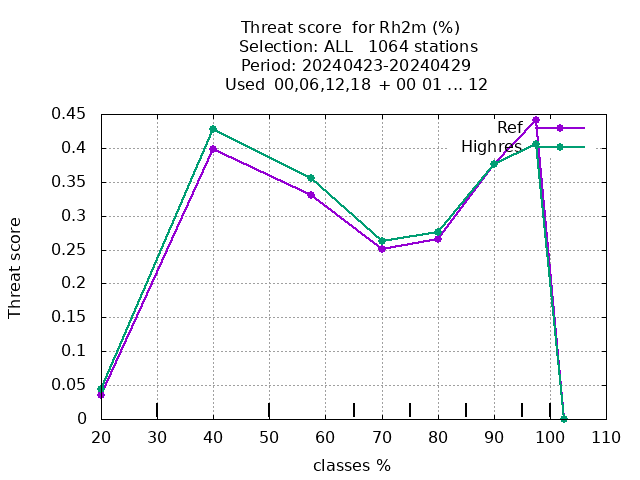 Threat score  for Rh2m (%)
Selection: ALL   1064 stations
Period: 20240423-20240429
Used  00,06,12,18  + 00 01 ... 12
Threat score
0.45
0.4
0.35
0.3
0.25
0.2
0.15
0.1
0.05
0
Ref
Highres
20 30 40 50 60 70 80 90 100 110
classes %